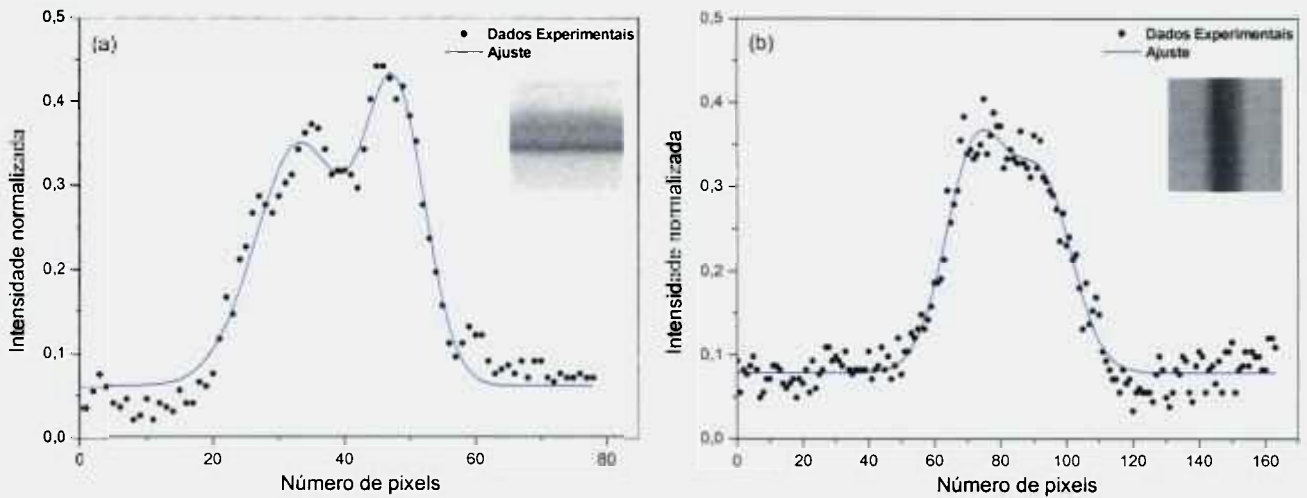 (a)
Dados Experimentais
Ajuste
0,5
0,4
0,3
0,2
0,1
0,0
Intensidade normalizada
0 20 40 60 80
Número de pixels
(b)
Dados Experimentais
Ajuste
0,5
0,4
0,3
0,2
0,1
0,0
Intensidade normalizada
0 20 40 60 80 100 120 140 160
Número de pixels